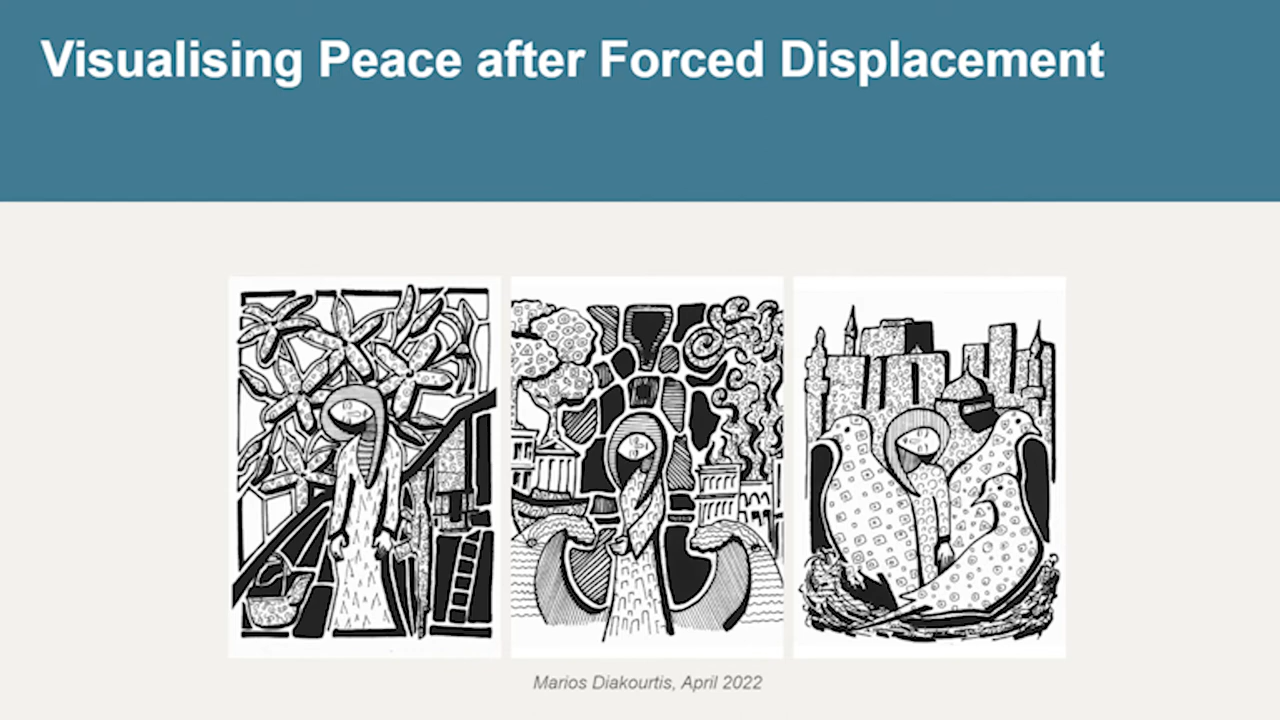 Visualising Peace after Forced Displacement
Marios Diakourtis, April 2022